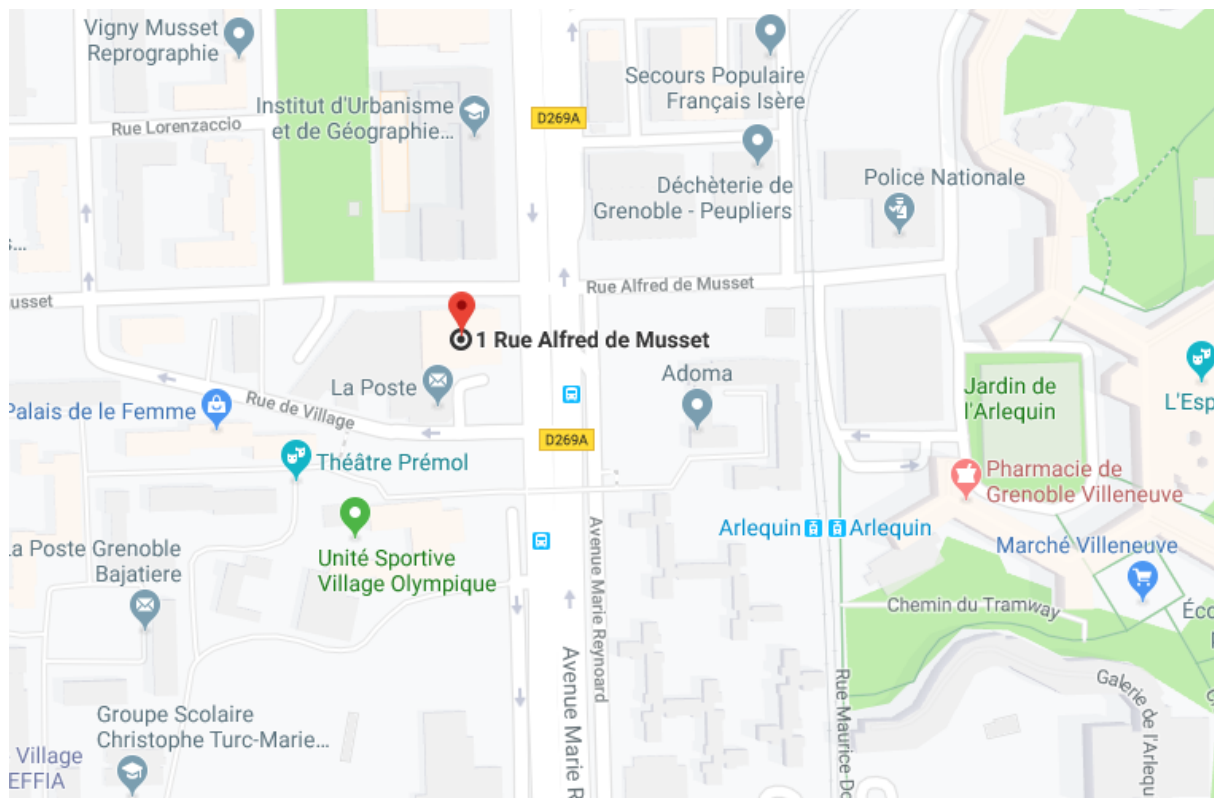 Vigny Musset
Reprographie
Secours Populaire
Français Isère
Institut d'Urbanisme
et de Géographie...
D269A
Rue Lorenzaccio
Déchèterie de
Grenoble - Peupliers
Police Nationale
Rue Alfred de Musset
1 Rue Alfred de Musset
La Poste
Adoma
Jardin de
l'Arlequin
Rue de Village
Palais de le Femme
D269A
Théâtre Prémol
Pharmacie de
Grenoble Villeneuve
Arlequin
Arlequin
Marché Villeneuve
La Poste Grenoble
Bajatiere
Unité Sportive
Village Olympique
Avenue Marie Reynoard
Chemin du Tramway
Avenue Marie R
Galerie de l'Arlequ
Groupe Scolaire
Christophe Turc-Marie...
Village
EFFIA